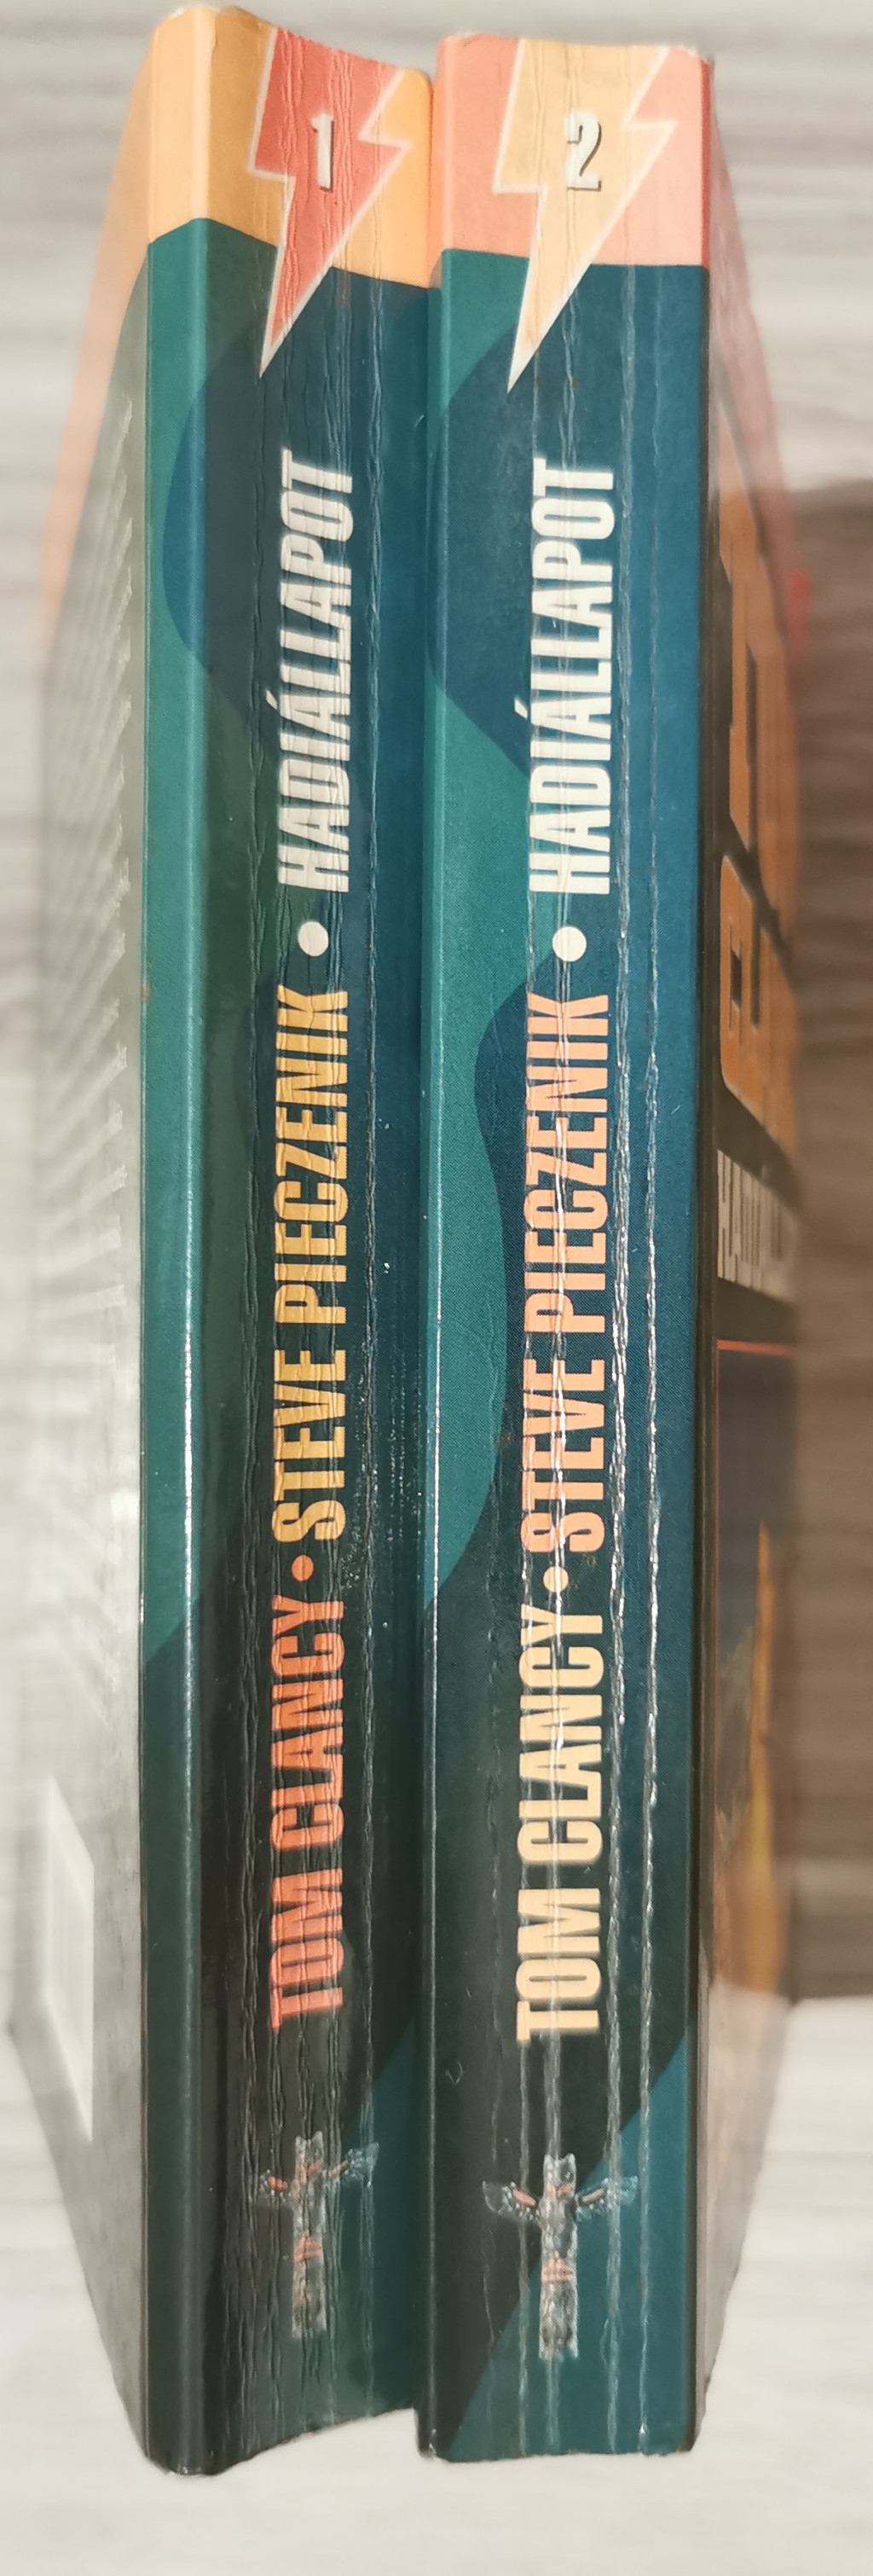 1
TOM CLANCY • STEVE PIECZENIK • HADIÁLLAPOT
2
TOM CLANCY • STEVE PIECZENIK • HADIÁLLAPOT